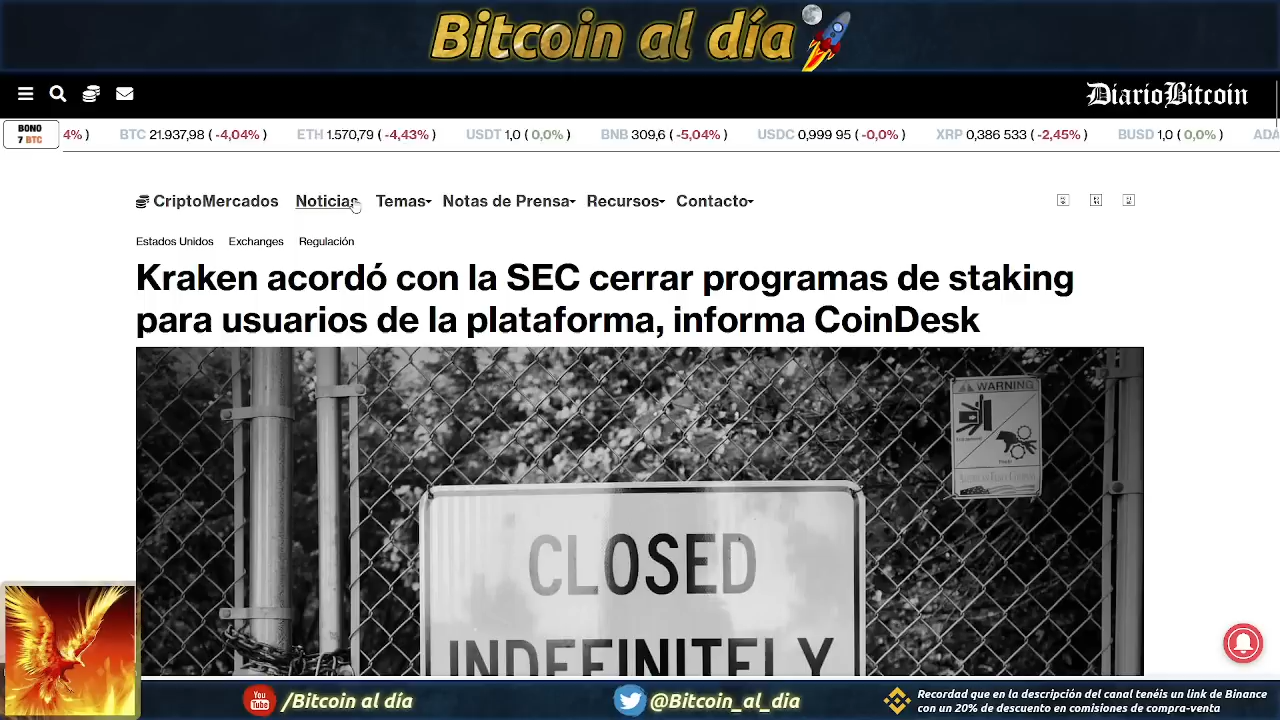 Bitcoin al día
DiarioBitcoin
BONO
7 BTC
4% ) BTC 21.937,98 ( -4,04% ) ETH 1.570,79 ( -4,43% ) USDT 1,0 ( 0,0% ) BNB 309,6 ( -5,04% ) USDC 0,999 95 ( -0,0% ) XRP 0,386 533 ( -2,45% ) BUSD 1,0 ( 0,0% ) ADA
CriptoMercados Noticias Temas Notas de Prensa Recursos Contacto
Estados Unidos Exchanges Regulación
Kraken acordó con la SEC cerrar programas de staking
para usuarios de la plataforma, informa CoinDesk
WARNING
CLOSED
INDEFINITELY
You Tube /Bitcoin al día
@Bitcoin_al_dia
Recordad que en la descripción del canal tenéis un link de Binance
con un 20% de descuento en comisiones de compra-venta